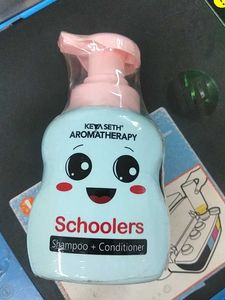 KEYA SETH®
AROMATHERAPY
Schoolers
Shampoo + Conditioner